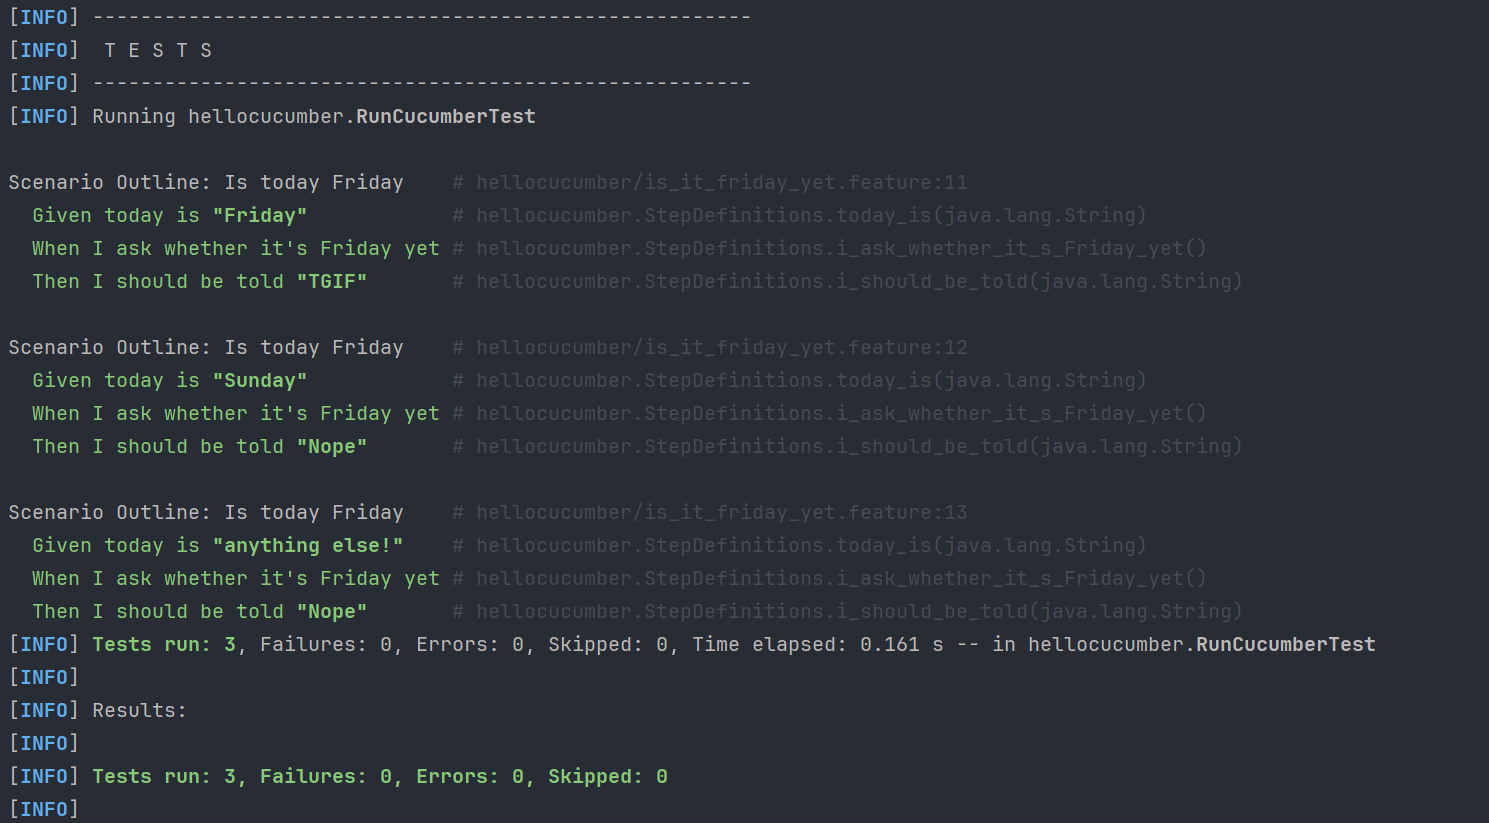 [INFO] -------------------------------------------------------
[INFO]  T E S T S
[INFO] -------------------------------------------------------
[INFO] Running hellocucumber.RunCucumberTest
Scenario Outline: Is today Friday    # hellocucumber/is_it_friday_yet.feature:11
  Given today is "Friday"            # hellocucumber.StepDefinitions.today_is(java.lang.String)
  When I ask whether it's Friday yet # hellocucumber.StepDefinitions.i_ask_whether_it_s_Friday_yet()
  Then I should be told "TGIF"       # hellocucumber.StepDefinitions.i_should_be_told(java.lang.String)
Scenario Outline: Is today Friday    # hellocucumber/is_it_friday_yet.feature:12
  Given today is "Sunday"            # hellocucumber.StepDefinitions.today_is(java.lang.String)
  When I ask whether it's Friday yet # hellocucumber.StepDefinitions.i_ask_whether_it_s_Friday_yet()
  Then I should be told "Nope"       # hellocucumber.StepDefinitions.i_should_be_told(java.lang.String)
Scenario Outline: Is today Friday    # hellocucumber/is_it_friday_yet.feature:13
  Given today is "anything else!"    # hellocucumber.StepDefinitions.today_is(java.lang.String)
  When I ask whether it's Friday yet # hellocucumber.StepDefinitions.i_ask_whether_it_s_Friday_yet()
  Then I should be told "Nope"       # hellocucumber.StepDefinitions.i_should_be_told(java.lang.String)
[INFO] Tests run: 3, Failures: 0, Errors: 0, Skipped: 0, Time elapsed: 0.161 s -- in hellocucumber.RunCucumberTest
[INFO]
[INFO] Results:
[INFO]
[INFO] Tests run: 3, Failures: 0, Errors: 0, Skipped: 0
[INFO]